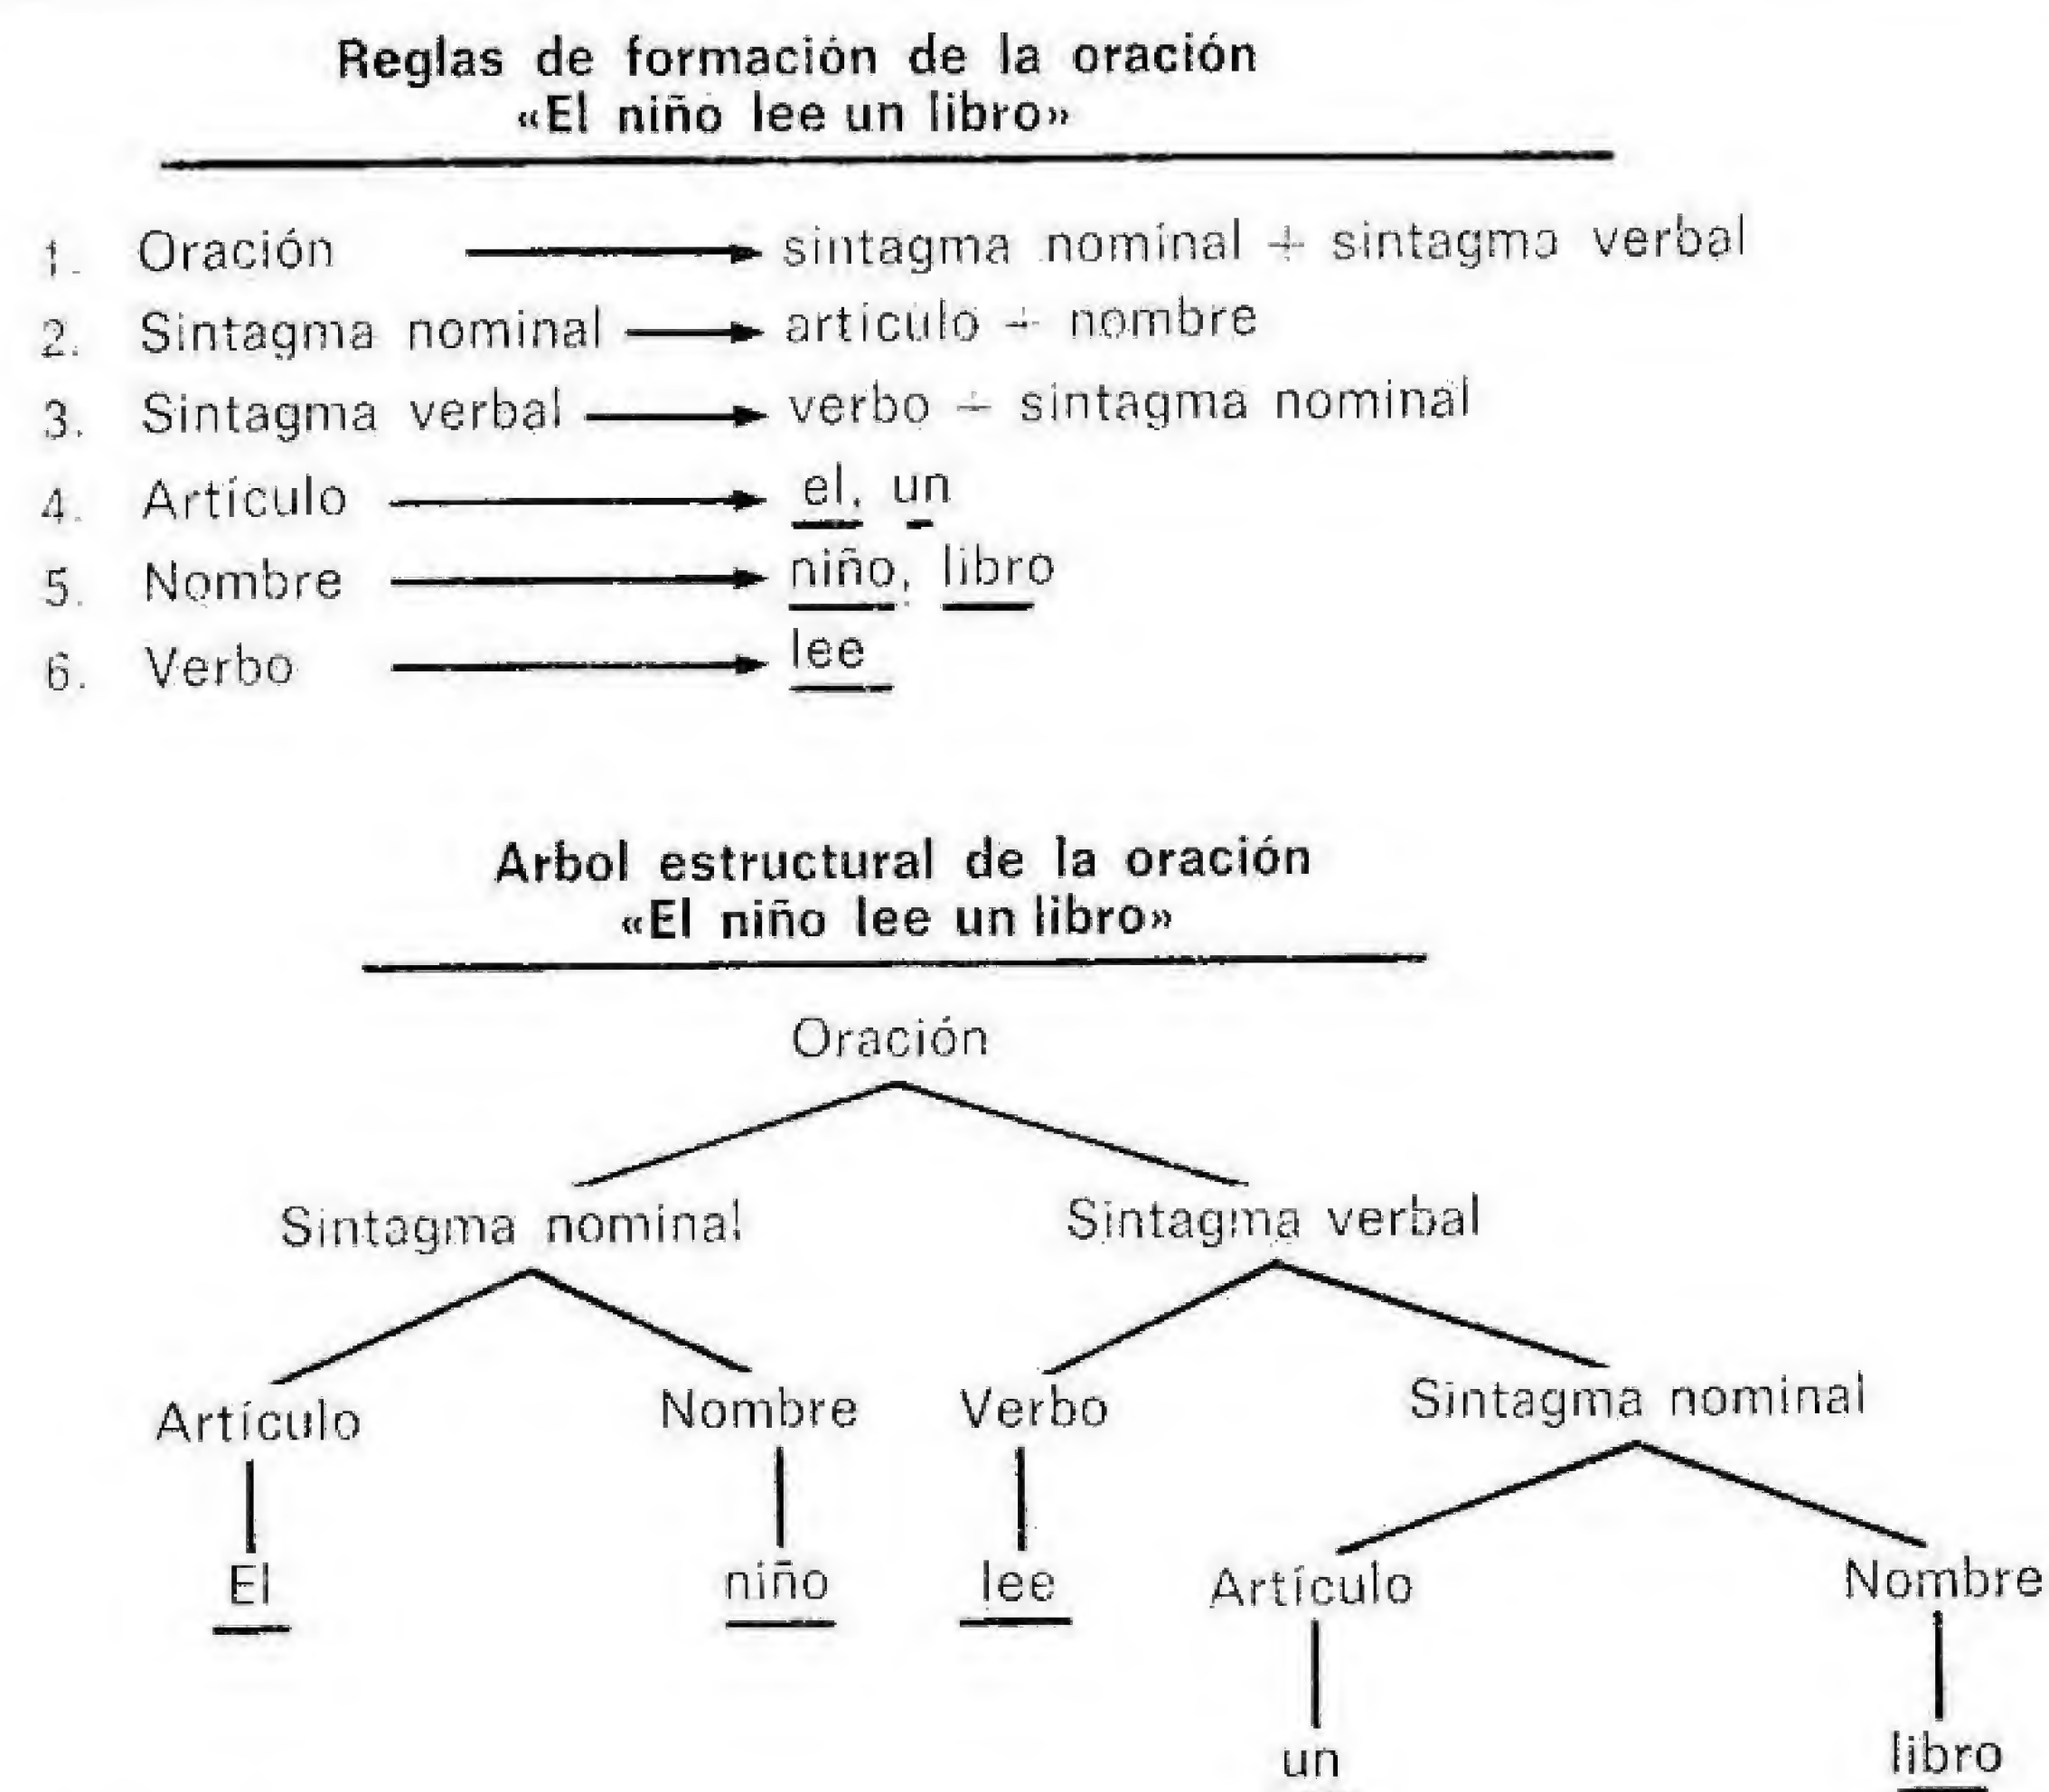 Reglas de formación de la oración
«El niño lee un libro»
1. Oración → sintagma nominal + sintagma verbal
2. Sintagma nominal → artículo + nombre
3. Sintagma verbal → verbo + sintagma nominal
4. Artículo → el, un
5. Nombre → niño, libro
6. Verbo → lee
Arbol estructural de la oración
«El niño lee un libro»
Oración
Sintagma nominal Sintagma verbal
Artículo Nombre Verbo Sintagma nominal
El niño lee Artículo Nombre
un libro